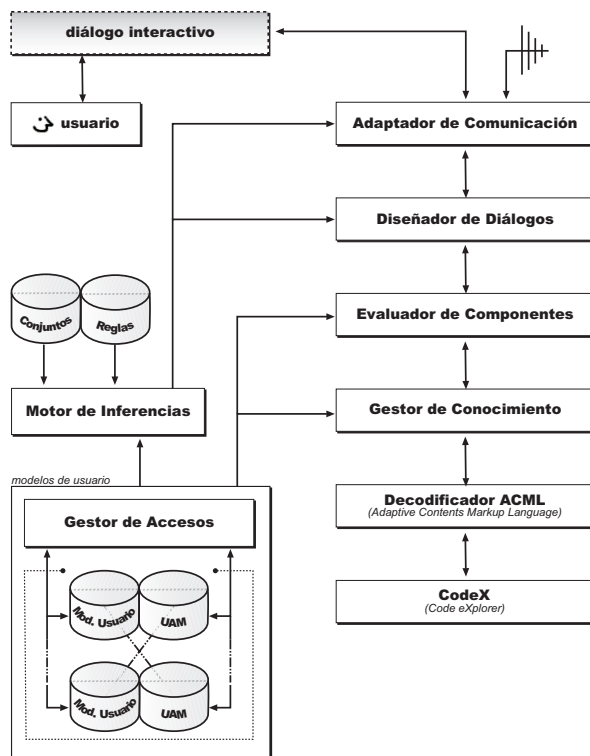 diálogo interactivo
usuario
Adaptador de Comunicación
Diseñador de Diálogos
Conjuntos
Reglas
Evaluador de Componentes
Motor de Inferencias
Gestor de Conocimiento
modelos de usuario
Gestor de Accesos
Decodificador ACML
(Adaptive Contents Markup Language)
Mod. Usuario
UAM
CodeX
(Code eXplorer)
Mod. Usuario
UAM